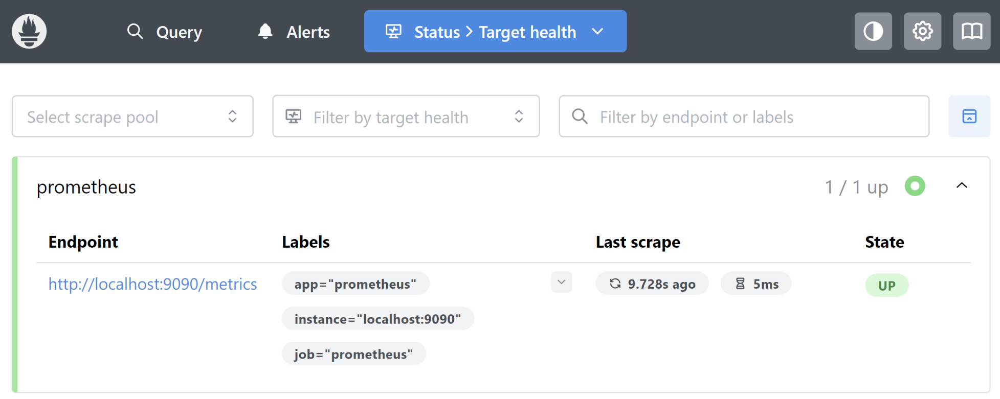 Query Alerts Status > Target health
Select scrape pool Filter by target health Filter by endpoint or labels
prometheus 1 / 1 up
Endpoint Labels Last scrape State
http://localhost:9090/metrics app="prometheus" 9.728s ago 5ms UP
instance="localhost:9090"
job="prometheus"